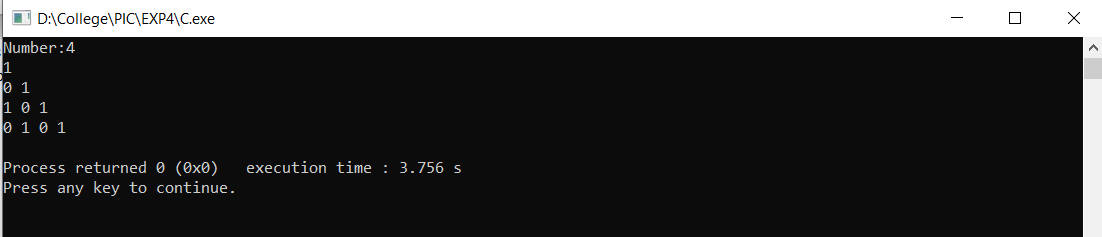 D:\College\PIC\EXP4\C.exe
Number:4
1
0 1
1 0 1
0 1 0 1
Process returned 0 (0x0)   execution time : 3.756 s
Press any key to continue.